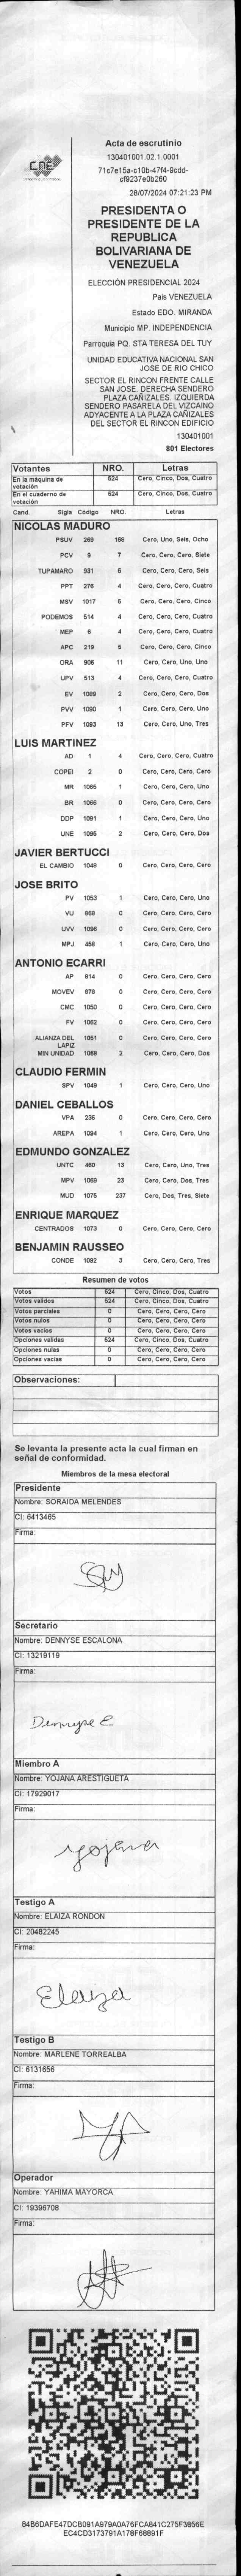 CNE
Acta de escrutinio
130401001.02.1.0001
71c7e15a-c10b-47f4-9cdd-
cf9237e0b260
28/07/2024 07:21:23 PM
PRESIDENTA O
PRESIDENTE DE LA
REPUBLICA
BOLIVARIANA DE
VENEZUELA
ELECCIÓN PRESIDENCIAL 2024
País VENEZUELA
Estado EDO. MIRANDA
Municipio MP. INDEPENDENCIA
Parroquia PQ. STA TERESA DEL TUY
UNIDAD EDUCATIVA NACIONAL SAN
JOSE DE RIO CHICO
SECTOR EL RINCON FRENTE CALLE
SAN JOSE. DERECHA SENDERO
PLAZA CAÑIZALES. IZQUIERDA
SENDERO PASARELA DEL VIZCAINO
ADYACENTE A LA PLAZA CAÑIZALES
DEL SECTOR EL RINCON EDIFICIO
130401001
801 Electores
Votantes NRO. Letras
En la máquina de votación 524 Cero, Cinco, Dos, Cuatro
En el cuaderno de votación 524 Cero, Cinco, Dos, Cuatro
Cand. Sigla Código NRO. Letras
NICOLAS MADURO
PSUV 269 168 Cero, Uno, Seis, Ocho
PCV 9 7 Cero, Cero, Cero, Siete
TUPAMARO 931 6 Cero, Cero, Cero, Seis
PPT 276 4 Cero, Cero, Cero, Cuatro
MSV 1017 5 Cero, Cero, Cero, Cinco
PODEMOS 514 4 Cero, Cero, Cero, Cuatro
MEP 6 4 Cero, Cero, Cero, Cuatro
APC 219 5 Cero, Cero, Cero, Cinco
ORA 906 11 Cero, Cero, Uno, Uno
UPV 513 4 Cero, Cero, Cero, Cuatro
EV 1089 2 Cero, Cero, Cero, Dos
PVV 1090 1 Cero, Cero, Cero, Uno
PFV 1093 13 Cero, Cero, Uno, Tres
LUIS MARTINEZ
AD 1 4 Cero, Cero, Cero, Cuatro
COPEI 2 0 Cero, Cero, Cero, Cero
MR 1065 1 Cero, Cero, Cero, Uno
BR 1066 0 Cero, Cero, Cero, Cero
DDP 1091 1 Cero, Cero, Cero, Uno
UNE 1095 2 Cero, Cero, Cero, Dos
JAVIER BERTUCCI
EL CAMBIO 1048 0 Cero, Cero, Cero, Cero
JOSE BRITO
PV 1053 1 Cero, Cero, Cero, Uno
VU 868 0 Cero, Cero, Cero, Cero
UVV 1096 0 Cero, Cero, Cero, Cero
MPJ 458 1 Cero, Cero, Cero, Uno
ANTONIO ECARRI
AP 814 0 Cero, Cero, Cero, Cero
MOVEV 878 0 Cero, Cero, Cero, Cero
CMC 1050 0 Cero, Cero, Cero, Cero
FV 1062 0 Cero, Cero, Cero, Cero
ALIANZA DEL LAPIZ 1051 0 Cero, Cero, Cero, Cero
MIN UNIDAD 1068 2 Cero, Cero, Cero, Dos
CLAUDIO FERMIN
SPV 1049 1 Cero, Cero, Cero, Uno
DANIEL CEBALLOS
VPA 236 0 Cero, Cero, Cero, Cero
AREPA 1094 1 Cero, Cero, Cero, Uno
EDMUNDO GONZALEZ
UNTC 460 13 Cero, Cero, Uno, Tres
MPV 1069 23 Cero, Cero, Dos, Tres
MUD 1075 237 Cero, Dos, Tres, Siete
ENRIQUE MARQUEZ
CENTRADOS 1073 0 Cero, Cero, Cero, Cero
BENJAMIN RAUSSEO
CONDE 1092 3 Cero, Cero, Cero, Tres
Resumen de votos
Votos 524 Cero, Cinco, Dos, Cuatro
Votos validos 524 Cero, Cinco, Dos, Cuatro
Votos parciales 0 Cero, Cero, Cero, Cero
Votos nulos 0 Cero, Cero, Cero, Cero
Votos vacios 0 Cero, Cero, Cero, Cero
Opciones validas 524 Cero, Cinco, Dos, Cuatro
Opciones nulas 0 Cero, Cero, Cero, Cero
Opciones vacias 0 Cero, Cero, Cero, Cero
Observaciones:
Se levanta la presente acta la cual firman en
señal de conformidad.
Miembros de la mesa electoral
Presidente
Nombre: SORAIDA MELENDES
CI: 6413465
Firma:
Secretario
Nombre: DENNYSE ESCALONA
CI: 13219119
Firma:
Dennyse E
Miembro A
Nombre: YOJANA ARESTIGUETA
CI: 17929017
Firma:
yojana
Testigo A
Nombre: ELAIZA RONDON
CI: 20482245
Firma:
Elaiza
Testigo B
Nombre: MARLENE TORREALBA
CI: 6131656
Firma:
Operador
Nombre: YAHIMA MAYORCA
CI: 19396708
Firma:
84B6DAFE47DCB091A979A0A76FCA841C275F3856E
EC4CD3173791A178F68891F